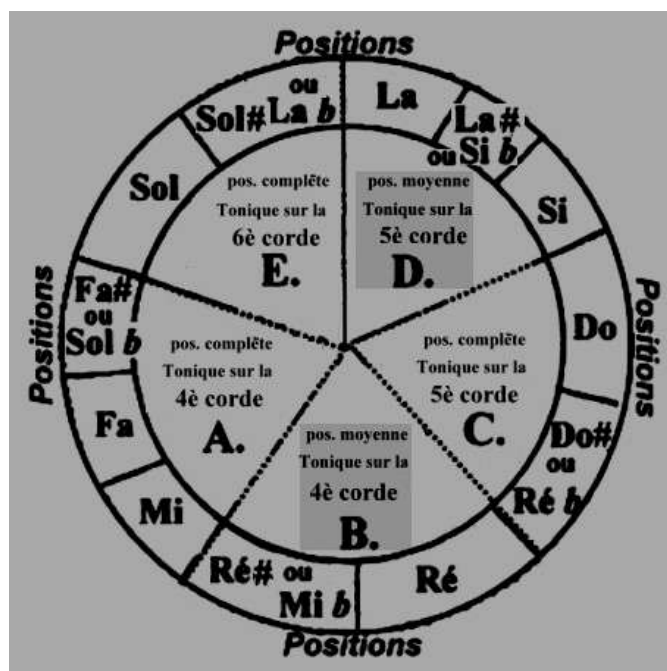 Positions
La
La#
ou Si b
Si
Positions
Do
Do#
ou
Ré b
Ré
Positions
Ré# ou
Mi b
Mi
Fa
Positions
Fa#
ou
Sol b
Sol
ou
Sol# La b
pos. complête
Tonique sur la
6è corde
E.
pos. moyenne
Tonique sur la
5è corde
D.
pos. complête
Tonique sur la
5è corde
C.
pos. moyenne
Tonique sur la
4è corde
B.
pos. complête
Tonique sur la
4è corde
A.